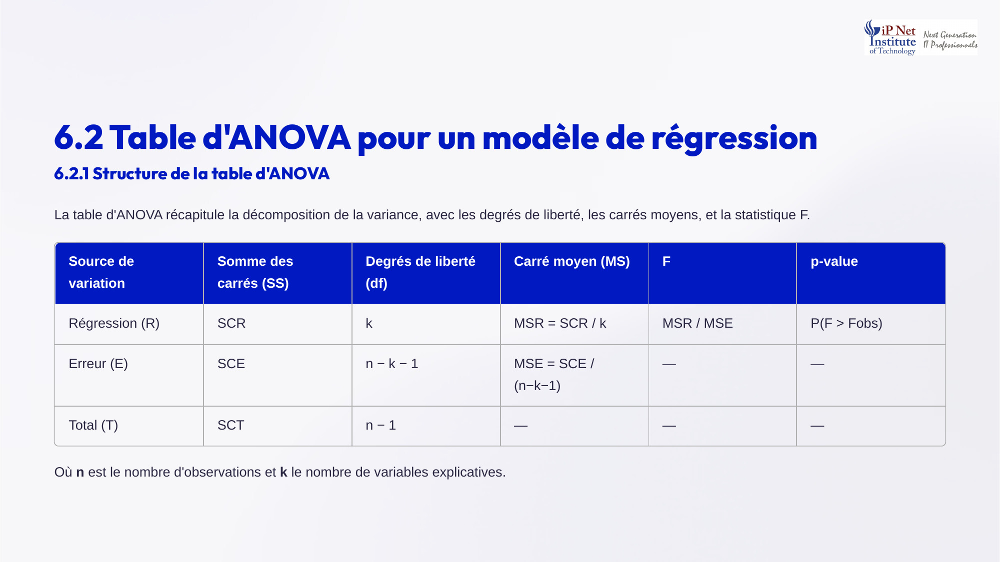 iP Net
Institute
of Technology
Next Generation
IT Professionnels
6.2 Table d'ANOVA pour un modèle de régression
6.2.1 Structure de la table d'ANOVA
La table d'ANOVA récapitule la décomposition de la variance, avec les degrés de liberté, les carrés moyens, et la statistique F.
Source de variation | Somme des carrés (SS) | Degrés de liberté (df) | Carré moyen (MS) | F | p-value
Régression (R) | SCR | k | MSR = SCR / k | MSR / MSE | P(F > Fobs)
Erreur (E) | SCE | n − k − 1 | MSE = SCE / (n−k−1) | — | —
Total (T) | SCT | n − 1 | — | — | —
Où n est le nombre d'observations et k le nombre de variables explicatives.